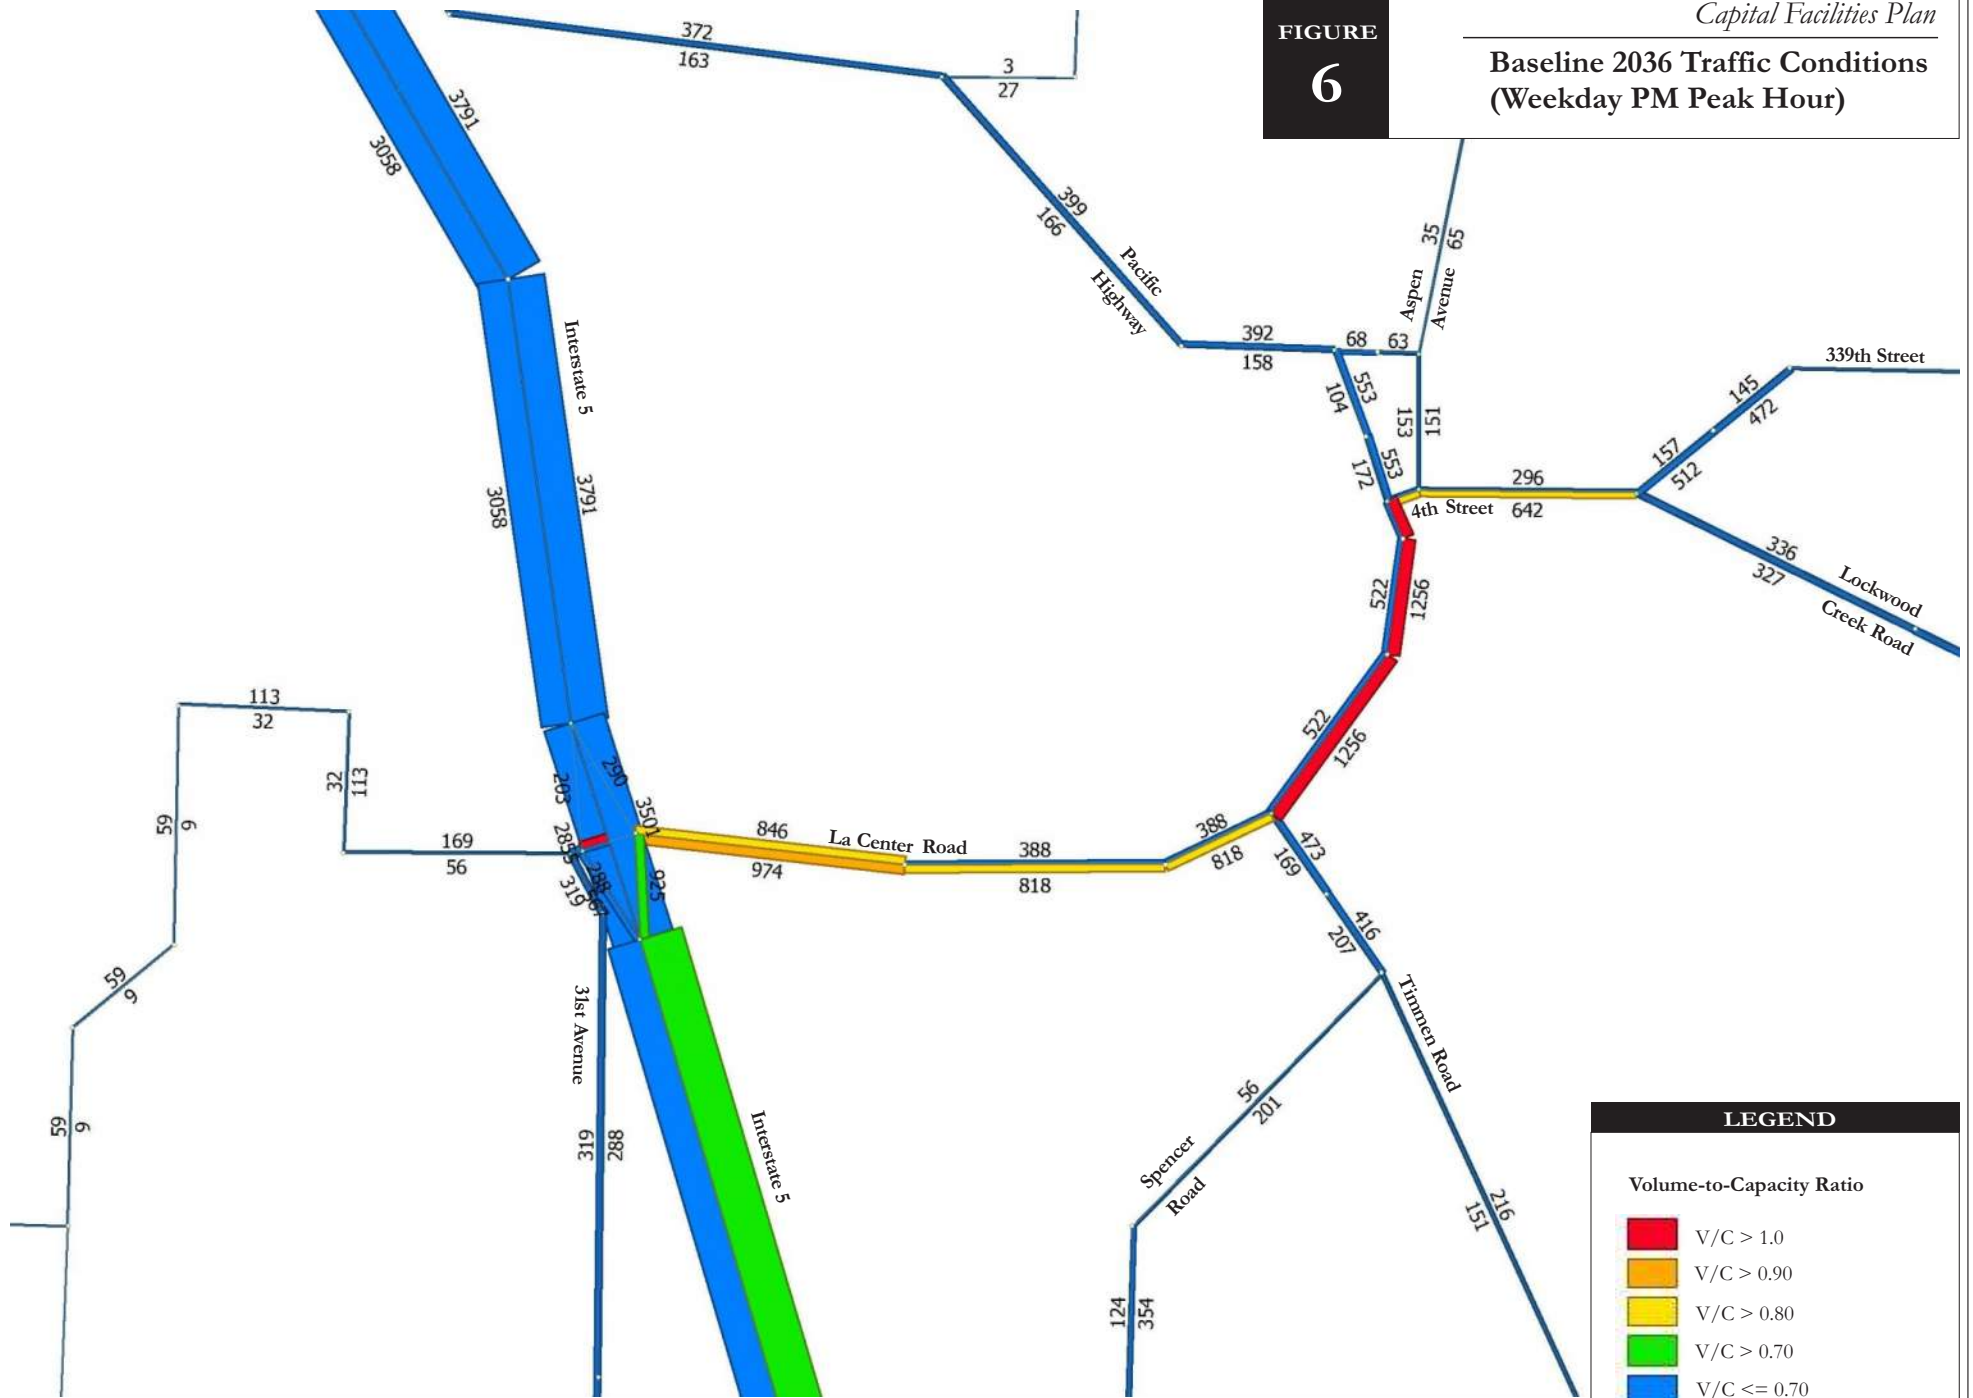 Capital Facilities Plan
FIGURE
6
Baseline 2036 Traffic Conditions
(Weekday PM Peak Hour)
372
163
3
27
3791
3058
399
166
Pacific
Highway
35
65
Aspen
Avenue
392
158
68
63
339th Street
553
104
153
151
145
472
157
512
553
172
296
642
4th Street
Interstate 5
3791
3058
336
327
Lockwood
Creek Road
522
1256
522
1256
113
32
32
113
59
9
290
203
3501
169
56
319
288
567
925
846
974
La Center Road
388
818
388
818
473
169
416
207
59
9
31st Avenue
Timmen Road
59
9
319
288
Interstate 5
56
201
Spencer
Road
216
151
124
354
LEGEND
Volume-to-Capacity Ratio
V/C > 1.0
V/C > 0.90
V/C > 0.80
V/C > 0.70
V/C <= 0.70